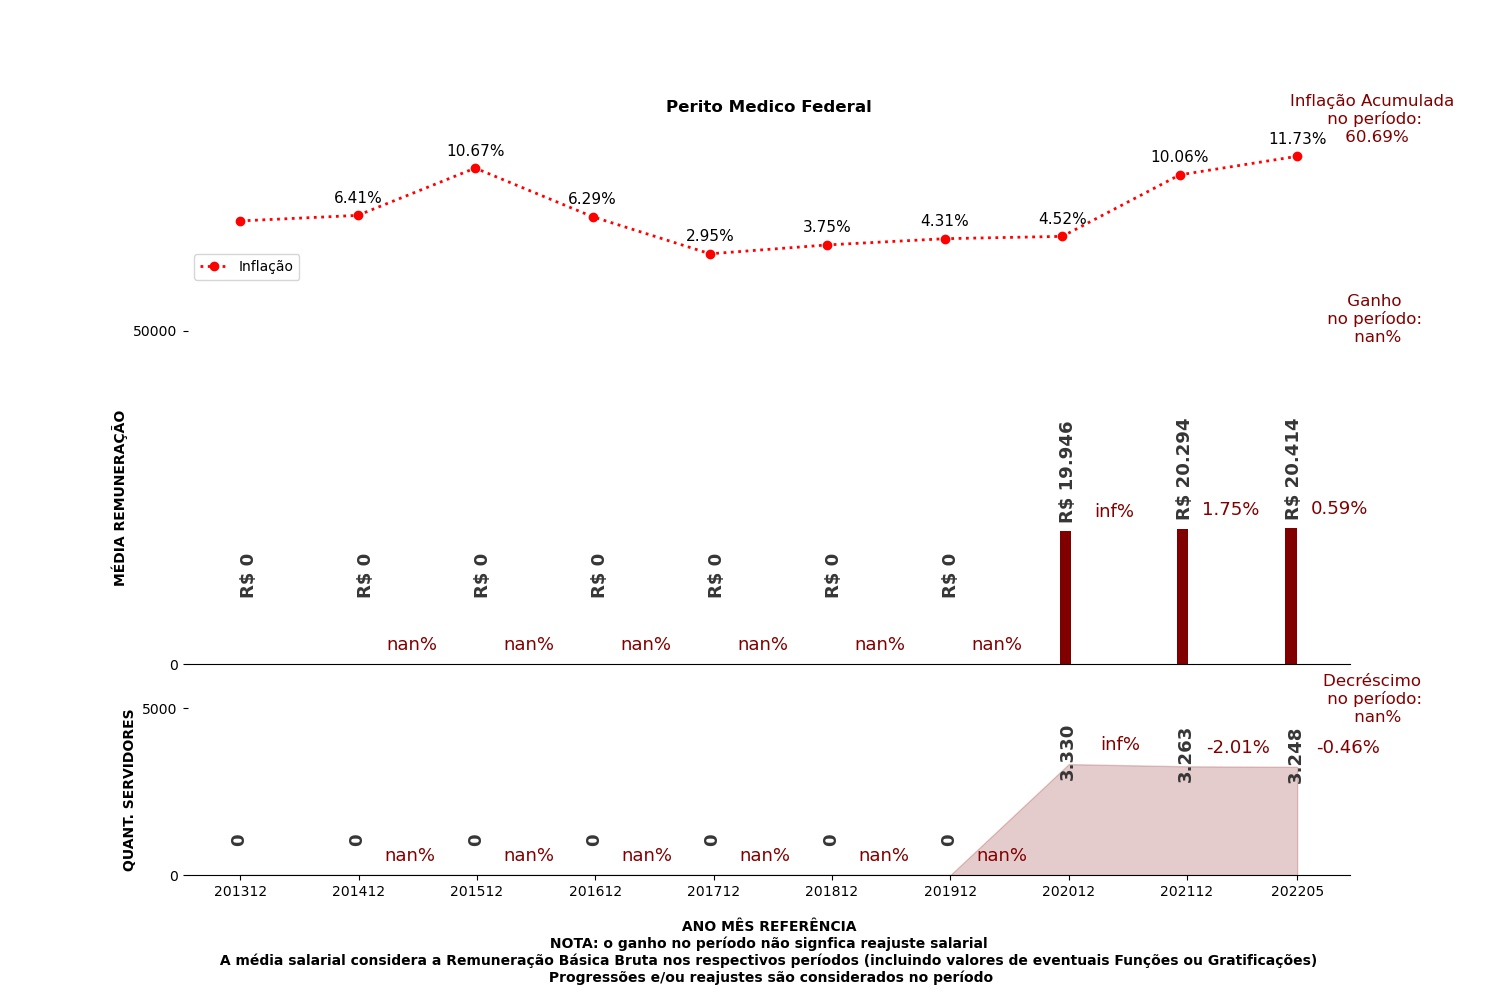 Perito Medico Federal
Inflação Acumulada
no período:
60.69%
6.41%
10.67%
6.29%
2.95%
3.75%
4.31%
4.52%
10.06%
11.73%
Inflação
Ganho
no período:
nan%
50000
0
MÉDIA REMUNERAÇÃO
R$ 0
R$ 0
R$ 0
R$ 0
R$ 0
R$ 0
R$ 0
R$ 19.946
R$ 20.294
R$ 20.414
nan%
nan%
nan%
nan%
nan%
nan%
inf%
1.75%
0.59%
Decréscimo
no período:
nan%
5000
0
QUANT. SERVIDORES
0
0
0
0
0
0
0
3.330
3.263
3.248
nan%
nan%
nan%
nan%
nan%
nan%
inf%
-2.01%
-0.46%
201312
201412
201512
201612
201712
201812
201912
202012
202112
202205
ANO MÊS REFERÊNCIA
NOTA: o ganho no período não signfica reajuste salarial
A média salarial considera a Remuneração Básica Bruta nos respectivos períodos (incluindo valores de eventuais Funções ou Gratificações)
Progressões e/ou reajustes são considerados no período